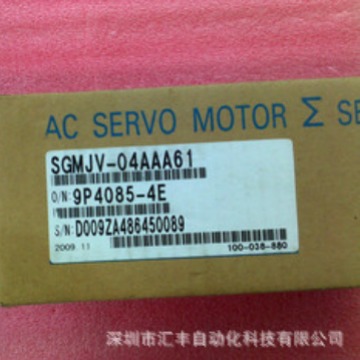 AC SERVO MOTOR Σ SE
SGMJV-04AAA61
O/N: 9P4085-4E
S/N: D009ZA486450089
2009.11
100-036-880
深圳市汇丰自动化科技有限公司